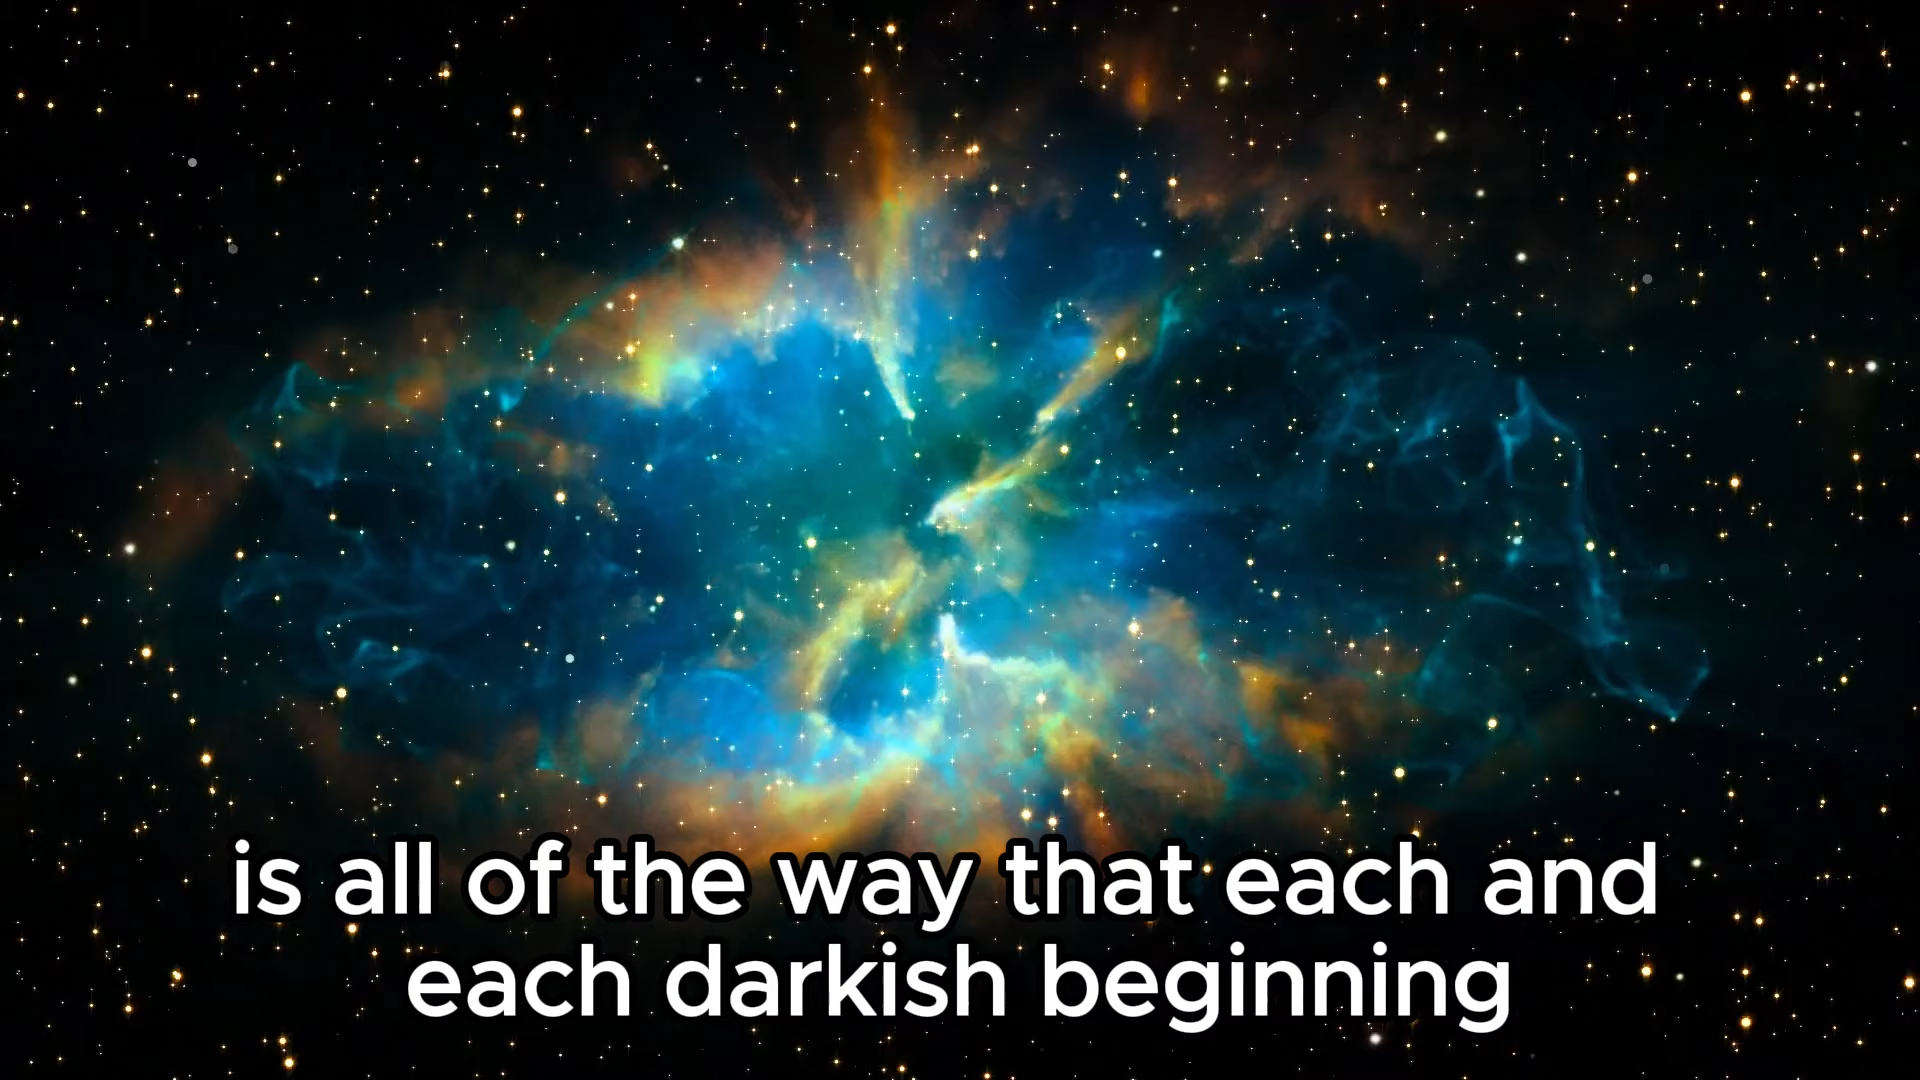 is all of the way that each and
each darkish beginning